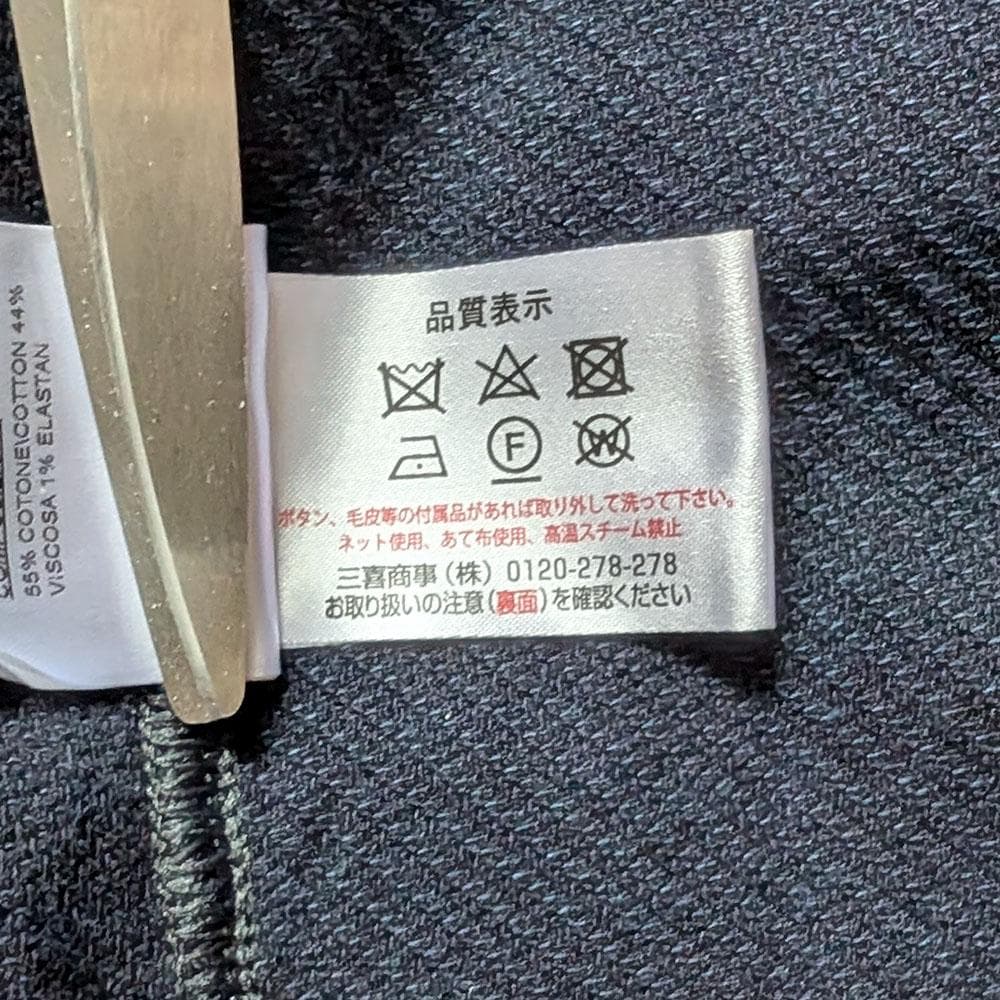 55% COTONE\COTTON 44%
VISCOSA 1% ELASTAN
品質表示
F W
ボタン、毛皮等の付属品があれば取り外して洗って下さい。
ネット使用、あて布使用、高温スチーム禁止
三喜商事(株) 0120-278-278
お取り扱いの注意(裏面)を確認ください